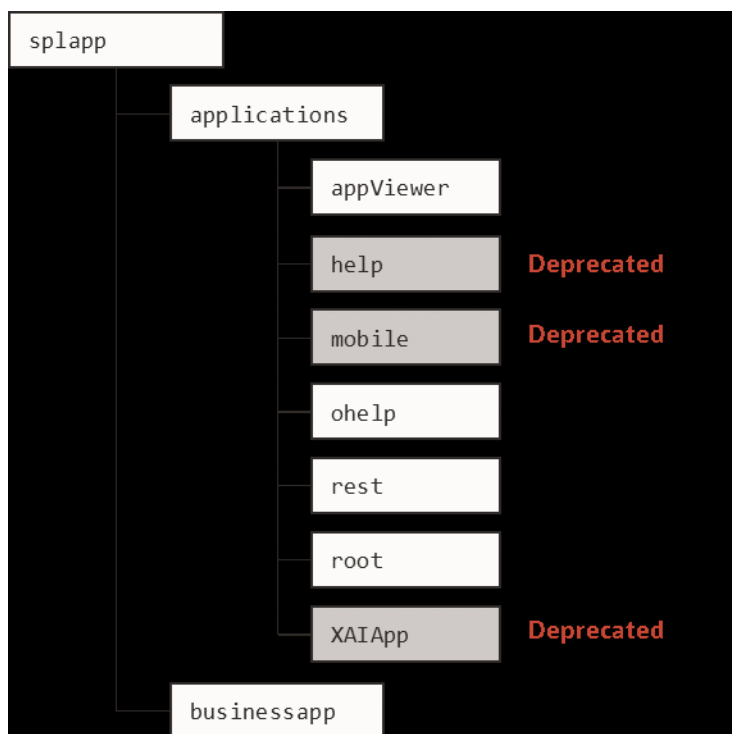 splapp
applications
appViewer
help Deprecated
mobile Deprecated
ohelp
rest
root
XAIApp Deprecated
businessapp